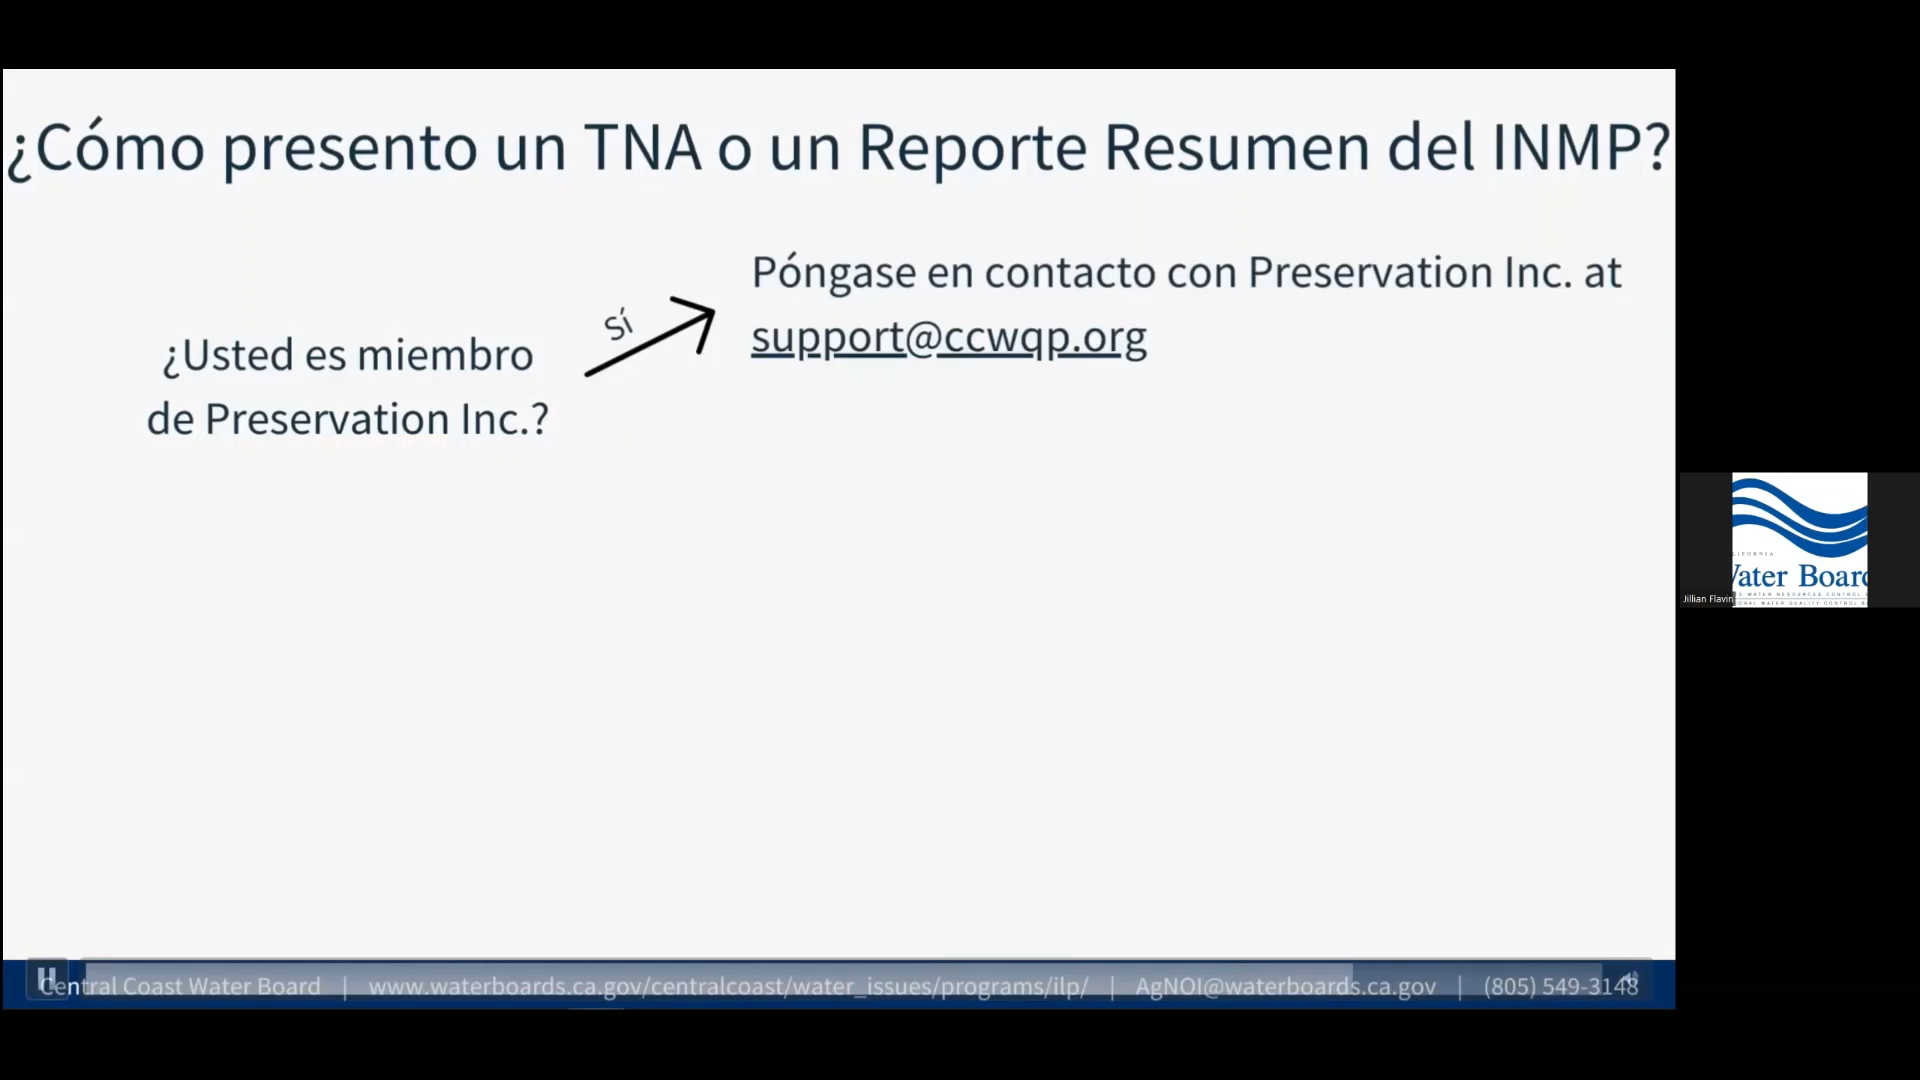 ¿Cómo presento un TNA o un Reporte Resumen del INMP?
Póngase en contacto con Preservation Inc. at
support@ccwqp.org
SÍ
¿Usted es miembro
de Preservation Inc.?
Central Coast Water Board | www.waterboards.ca.gov/centralcoast/water_issues/programs/ilp/ | AgNOI@waterboards.ca.gov | (805) 549-3148
Water Board
Jillian Flavin